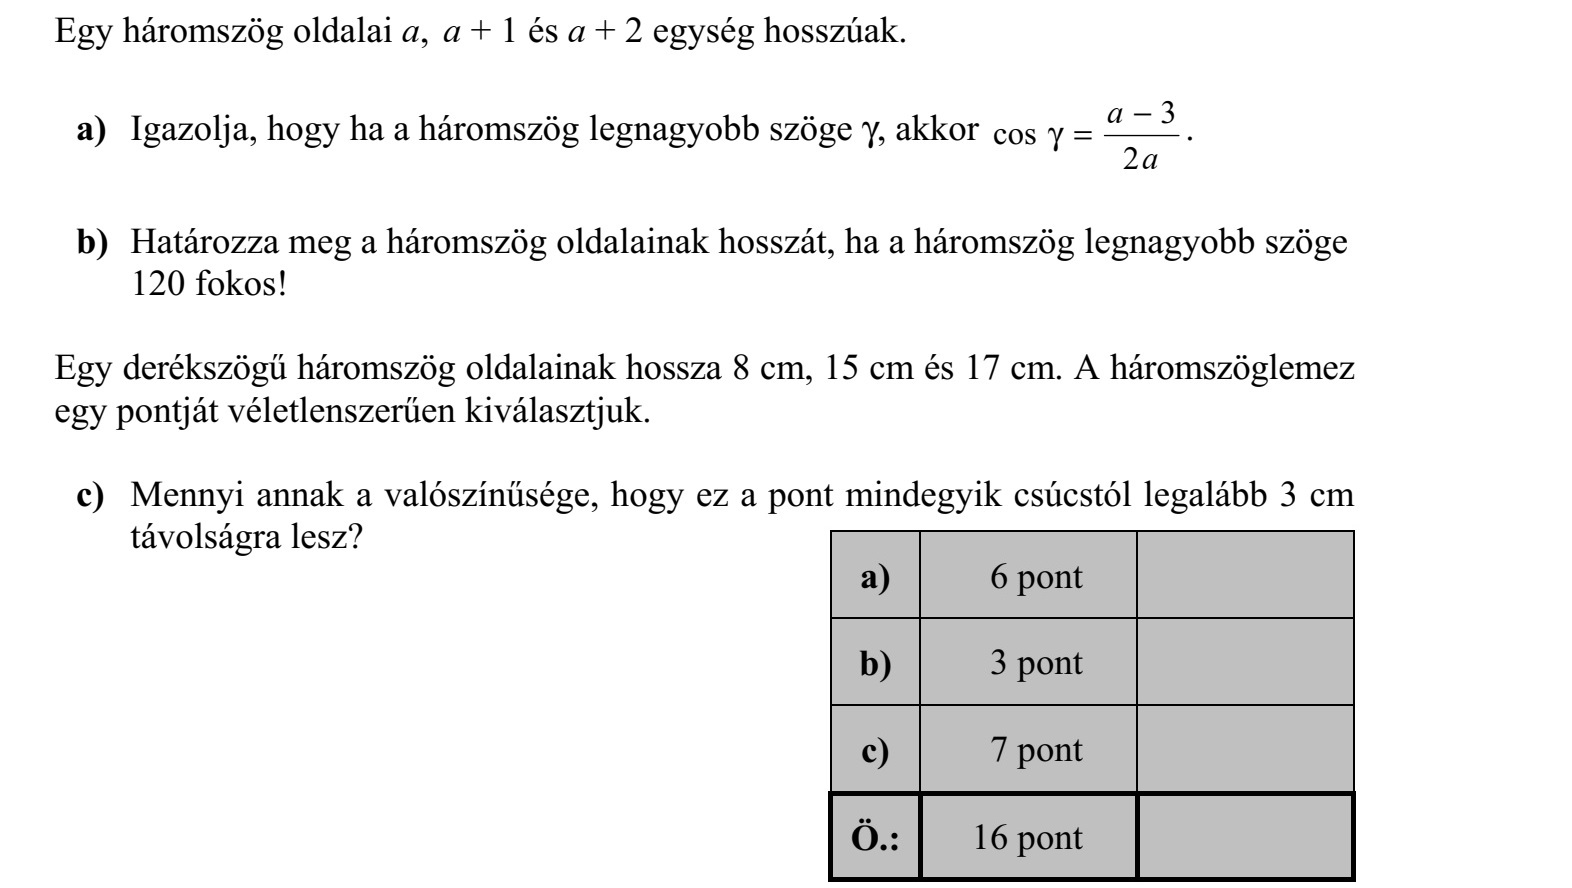 Egy háromszög oldalai a, a + 1 és a + 2 egység hosszúak.
a) Igazolja, hogy ha a háromszög legnagyobb szöge γ, akkor cos γ = (a − 3)/(2a).
b) Határozza meg a háromszög oldalainak hosszát, ha a háromszög legnagyobb szöge
120 fokos!
Egy derékszögű háromszög oldalainak hossza 8 cm, 15 cm és 17 cm. A háromszöglemez
egy pontját véletlenszerűen kiválasztjuk.
c) Mennyi annak a valószínűsége, hogy ez a pont mindegyik csúcstól legalább 3 cm
távolságra lesz?
a) 6 pont
b) 3 pont
c) 7 pont
Ö.: 16 pont